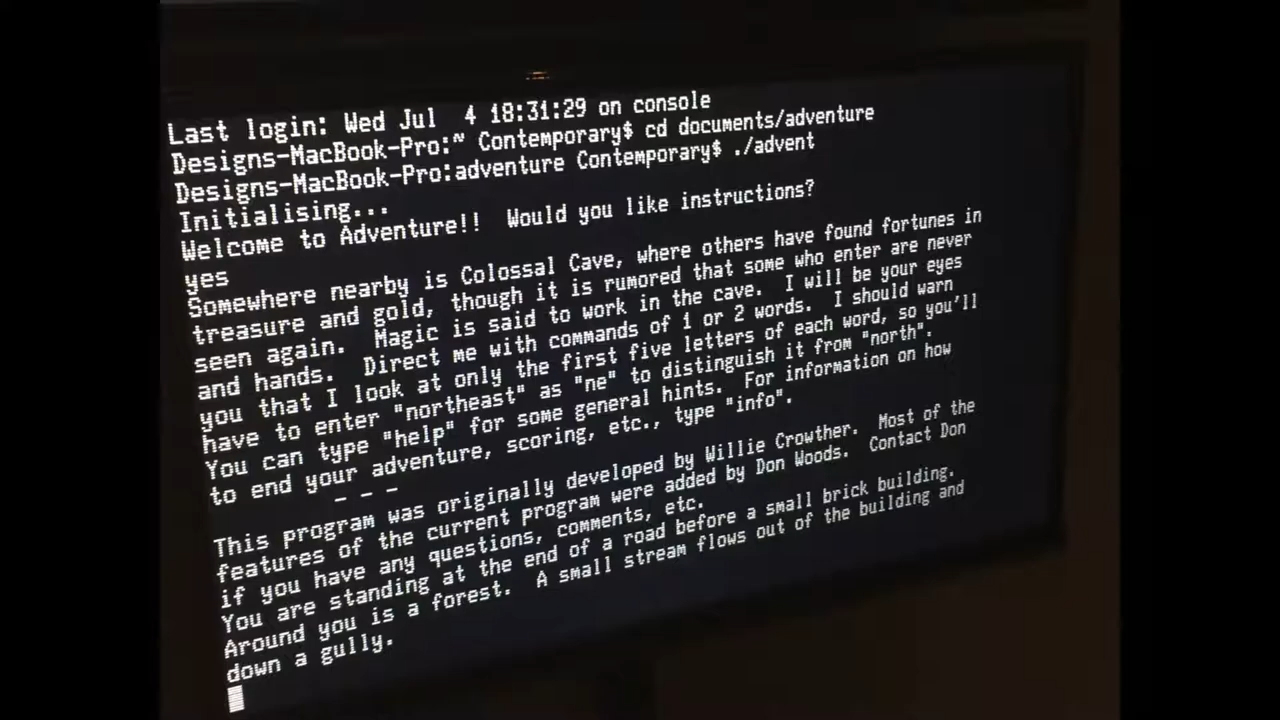 Last login: Wed Jul  4 18:31:29 on console
Designs-MacBook-Pro:~ Contemporary$ cd documents/adventure
Designs-MacBook-Pro:adventure Contemporary$ ./advent
Initialising...
Welcome to Adventure!!  Would you like instructions?
yes
Somewhere nearby is Colossal Cave, where others have found fortunes in
treasure and gold, though it is rumored that some who enter are never
seen again.  Magic is said to work in the cave.  I will be your eyes
and hands.  Direct me with commands of 1 or 2 words.  I should warn
you that I look at only the first five letters of each word, so you'll
have to enter "northeast" as "ne" to distinguish it from "north".
You can type "help" for some general hints.  For information on how
to end your adventure, scoring, etc., type "info".
- - -
This program was originally developed by Willie Crowther.  Most of the
features of the current program were added by Don Woods.  Contact Don
if you have any questions, comments, etc.
You are standing at the end of a road before a small brick building.
Around you is a forest.  A small stream flows out of the building and
down a gully.